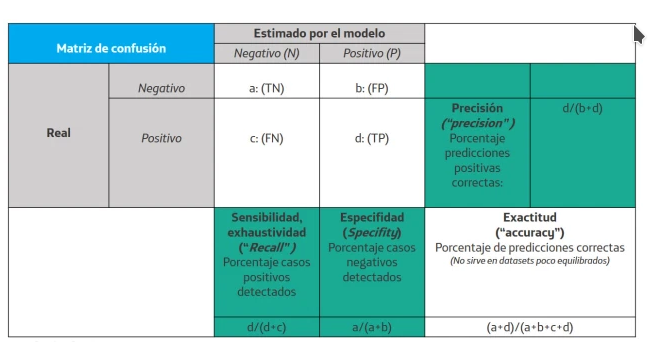 Matriz de confusión
Estimado por el modelo
Negativo (N)
Positivo (P)
Real
Negativo
a: (TN)
b: (FP)
Positivo
c: (FN)
d: (TP)
Precisión
("precision")
Porcentaje
predicciones
positivas
correctas:
d/(b+d)
Sensibilidad,
exhaustividad
("Recall")
Porcentaje casos
positivos
detectados
Especifidad
(Specifity)
Porcentaje casos
negativos
detectados
Exactitud
("accuracy")
Porcentaje de predicciones correctas
(No sirve en datasets poco equilibrados)
d/(d+c)
a/(a+b)
(a+d)/(a+b+c+d)